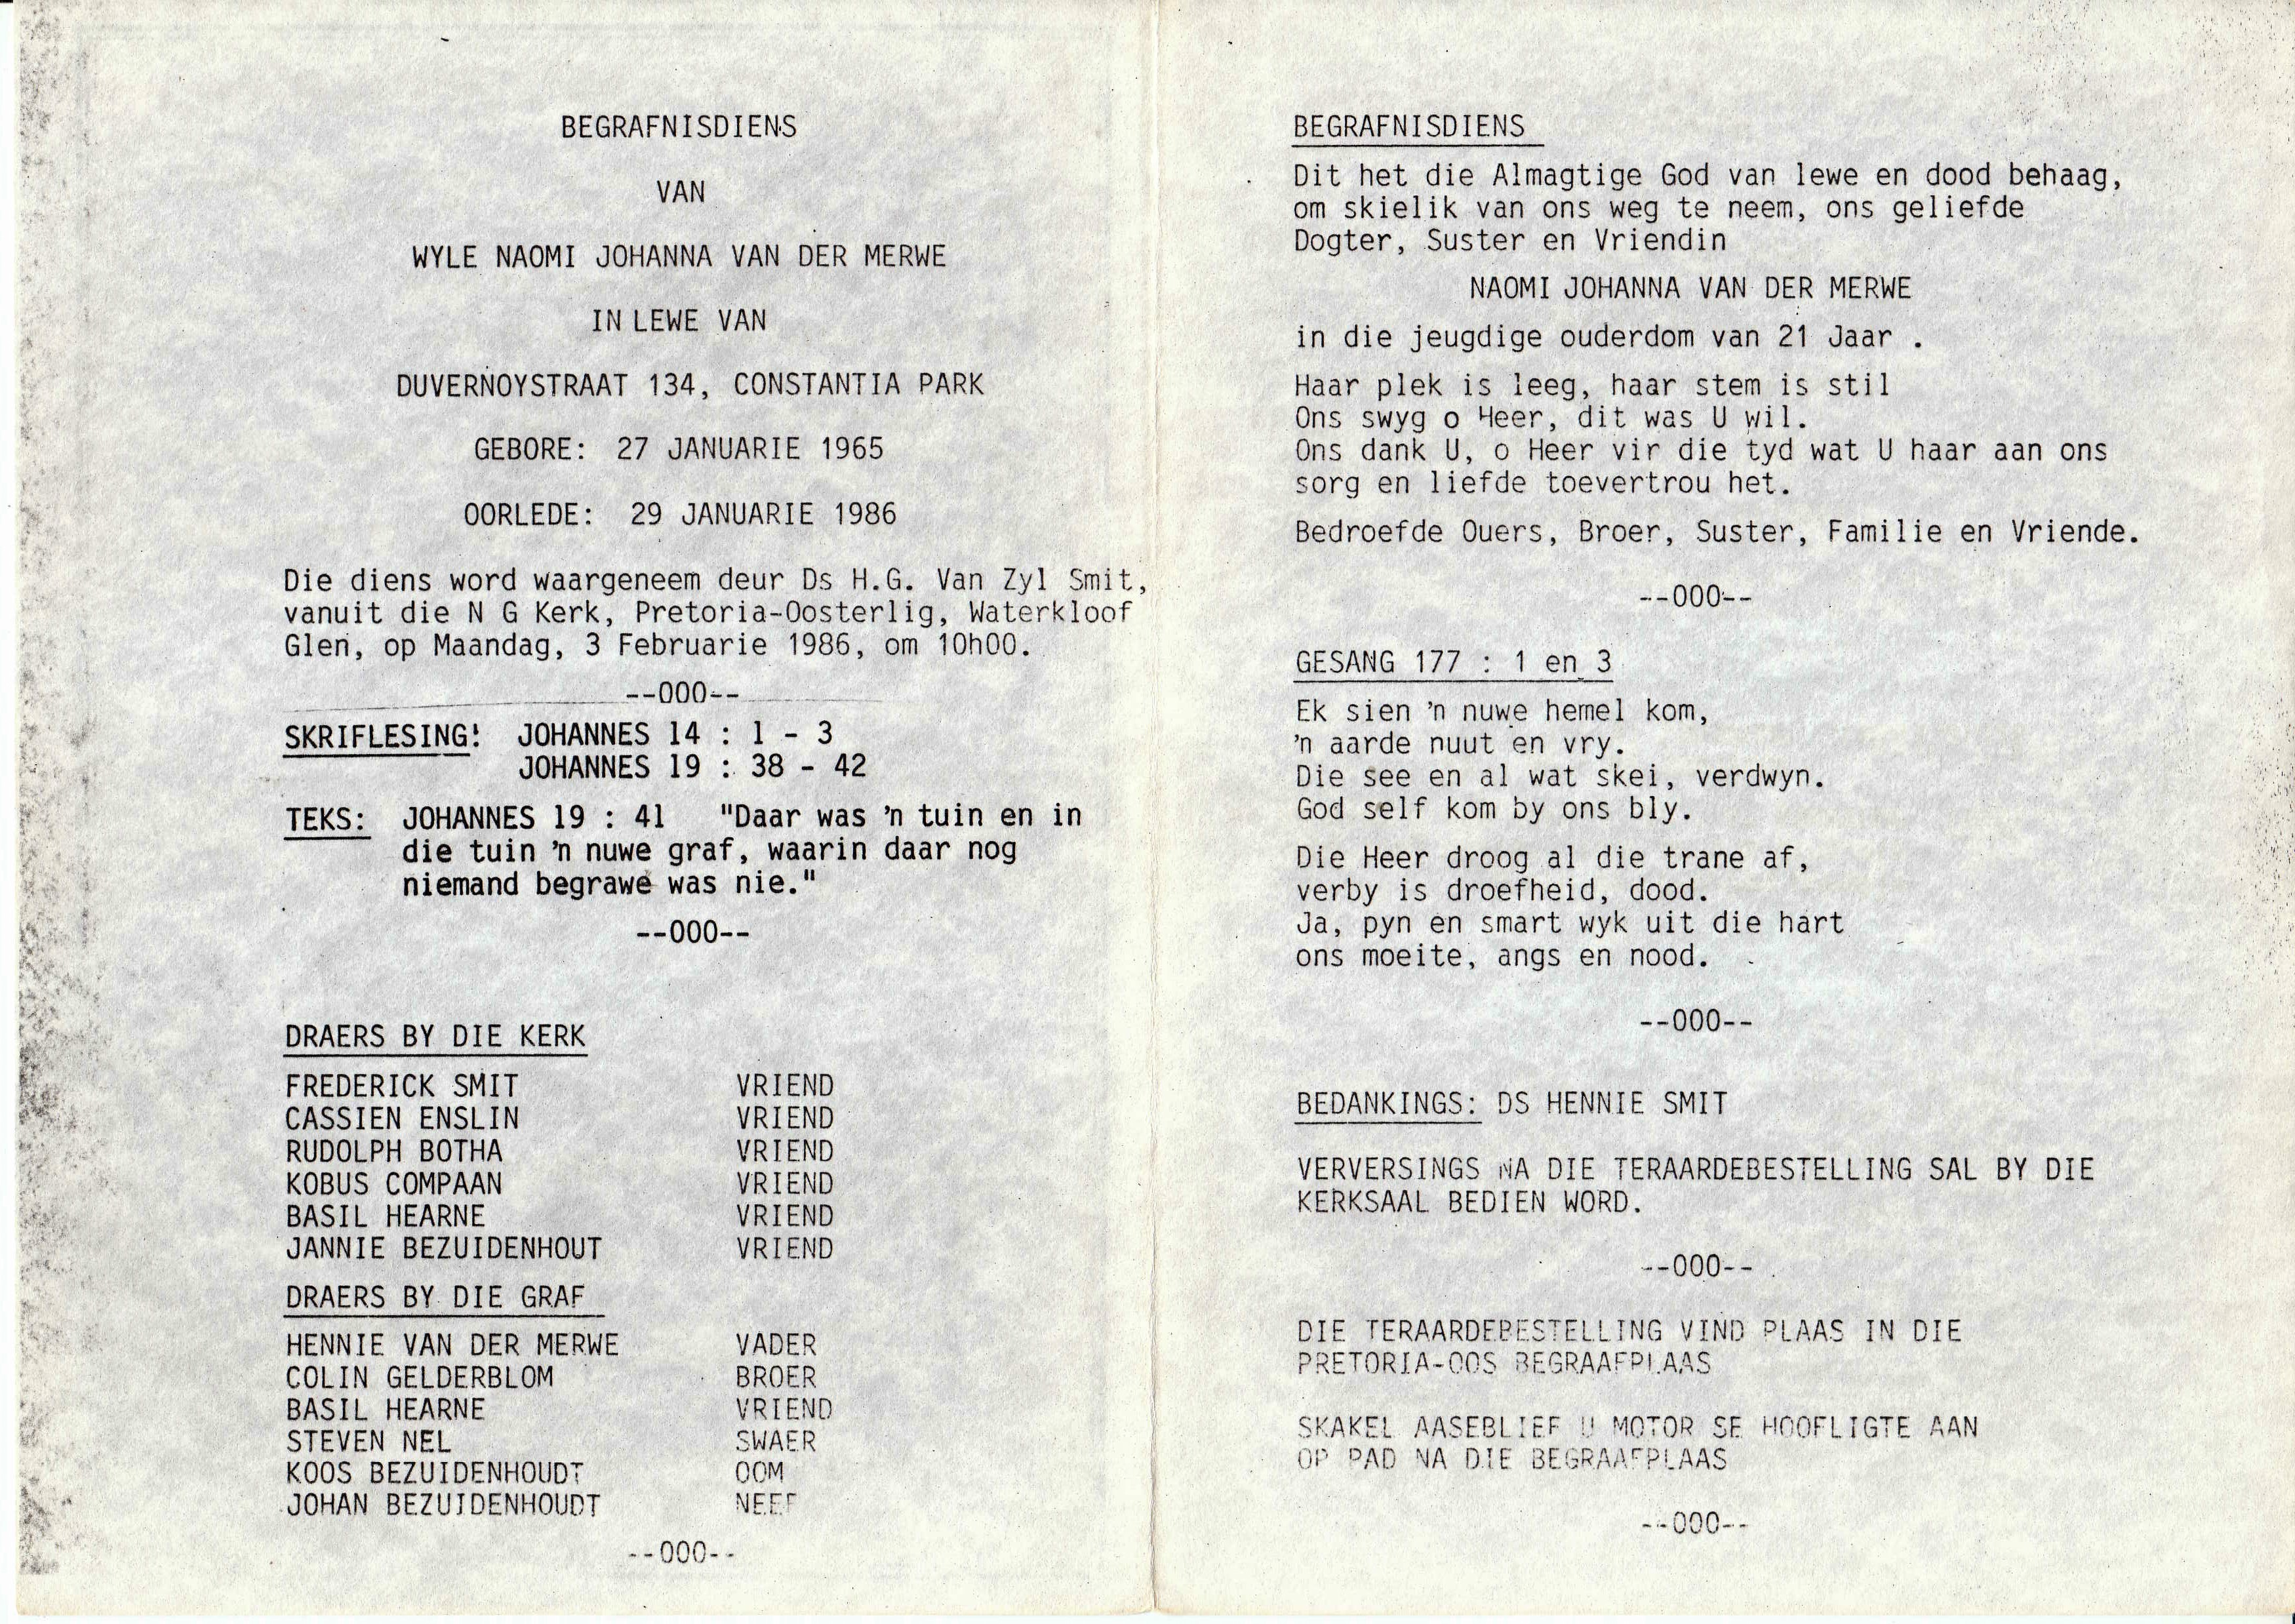 BEGRAFNISDIENS
VAN
WYLE NAOMI JOHANNA VAN DER MERWE
IN LEWE VAN
DUVERNOYSTRAAT 134, CONSTANTIA PARK
GEBORE: 27 JANUARIE 1965
OORLEDE: 29 JANUARIE 1986
Die diens word waargeneem deur Ds H.G. Van Zyl Smit,
vanuit die N G Kerk, Pretoria-Oosterlig, Waterkloof
Glen, op Maandag, 3 Februarie 1986, om 10h00.
--000--
SKRIFLESING: JOHANNES 14 : 1 - 3
JOHANNES 19 : 38 - 42
TEKS: JOHANNES 19 : 41 "Daar was 'n tuin en in
die tuin 'n nuwe graf, waarin daar nog
niemand begrawe was nie."
--000--
DRAERS BY DIE KERK
FREDERICK SMIT VRIEND
CASSIEN ENSLIN VRIEND
RUDOLPH BOTHA VRIEND
KOBUS COMPAAN VRIEND
BASIL HEARNE VRIEND
JANNIE BEZUIDENHOUT VRIEND
DRAERS BY DIE GRAF
HENNIE VAN DER MERWE VADER
COLIN GELDERBLOM BROER
BASIL HEARNE VRIEND
STEVEN NEL SWAER
KOOS BEZUIDENHOUDT OOM
JOHAN BEZUIDENHOUDT NEEF
--000--
BEGRAFNISDIENS
Dit het die Almagtige God van lewe en dood behaag,
om skielik van ons weg te neem, ons geliefde
Dogter, Suster en Vriendin
NAOMI JOHANNA VAN DER MERWE
in die jeugdige ouderdom van 21 Jaar .
Haar plek is leeg, haar stem is stil
Ons swyg o Heer, dit was U wil.
Ons dank U, o Heer vir die tyd wat U haar aan ons
sorg en liefde toevertrou het.
Bedroefde Ouers, Broer, Suster, Familie en Vriende.
--000--
GESANG 177 : 1 en 3
Ek sien 'n nuwe hemel kom,
'n aarde nuut en vry.
Die see en al wat skei, verdwyn.
God self kom by ons bly.
Die Heer droog al die trane af,
verby is droefheid, dood.
Ja, pyn en smart wyk uit die hart
ons moeite, angs en nood.
--000--
BEDANKINGS: DS HENNIE SMIT
VERVERSINGS NA DIE TERAARDEBESTELLING SAL BY DIE
KERKSAAL BEDIEN WORD.
--000--
DIE TERAARDEBESTELLING VIND PLAAS IN DIE
PRETORIA-OOS BEGRAAFPLAAS
SKAKEL AASEBLIEF U MOTOR SE HOOFLIGTE AAN
OP PAD NA DIE BEGRAAFPLAAS
--000--